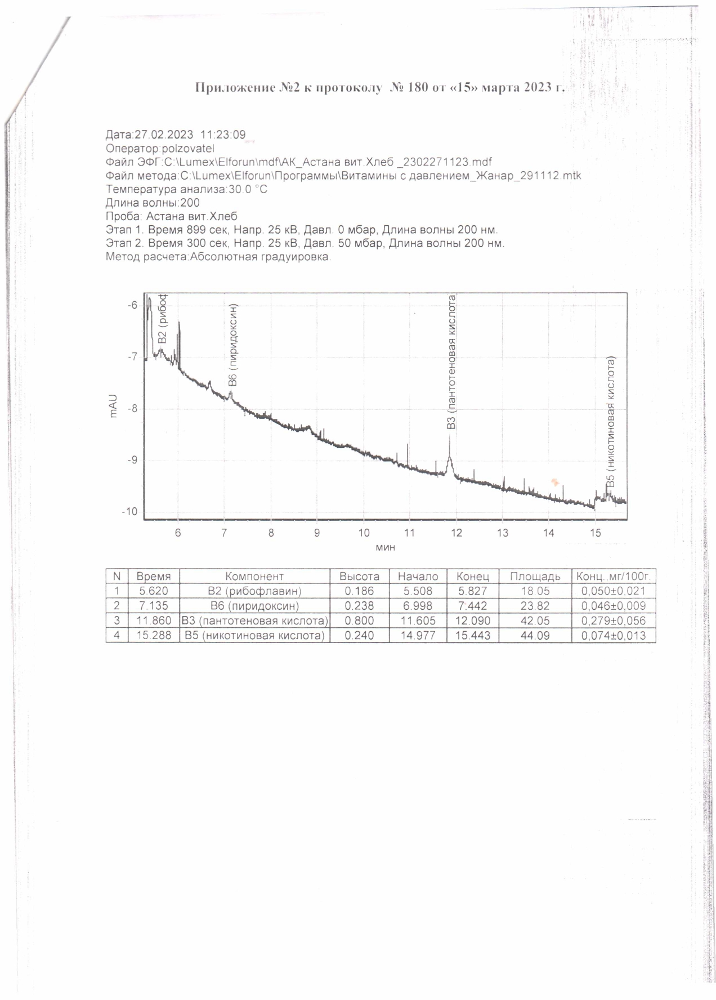 Приложение №2 к протоколу № 180 от «15» марта 2023 г.
Дата:27.02.2023 11:23:09
Оператор:polzovatel
Файл ЭФГ:C:\Lumex\Elforun\mdf\АК_Астана вит.Хлеб _2302271123.mdf
Файл метода:C:\Lumex\Elforun\Программы\Витамины с давлением_Жанар_291112.mtk
Температура анализа:30.0 °C
Длина волны:200
Проба: Астана вит.Хлеб
Этап 1. Время 899 сек, Напр. 25 кВ, Давл. 0 мбар, Длина волны 200 нм.
Этап 2. Время 300 сек, Напр. 25 кВ, Давл. 50 мбар, Длина волны 200 нм.
Метод расчета:Абсолютная градуировка.
-6
-7
-8
-9
-10
mAU
В2 (рибоф
В6 (пиридоксин)
В3 (пантотеновая кислота
В5 (никотиновая кислота)
6 7 8 9 10 11 12 13 14 15
мин
N Время Компонент Высота Начало Конец Площадь Конц.,мг/100г.
1 5.620 В2 (рибофлавин) 0.186 5.508 5.827 18.05 0,050±0,021
2 7.135 В6 (пиридоксин) 0.238 6.998 7.442 23.82 0,046±0,009
3 11.860 В3 (пантотеновая кислота) 0.800 11.605 12.090 42.05 0,279±0,056
4 15.288 В5 (никотиновая кислота) 0.240 14.977 15.443 44.09 0,074±0,013